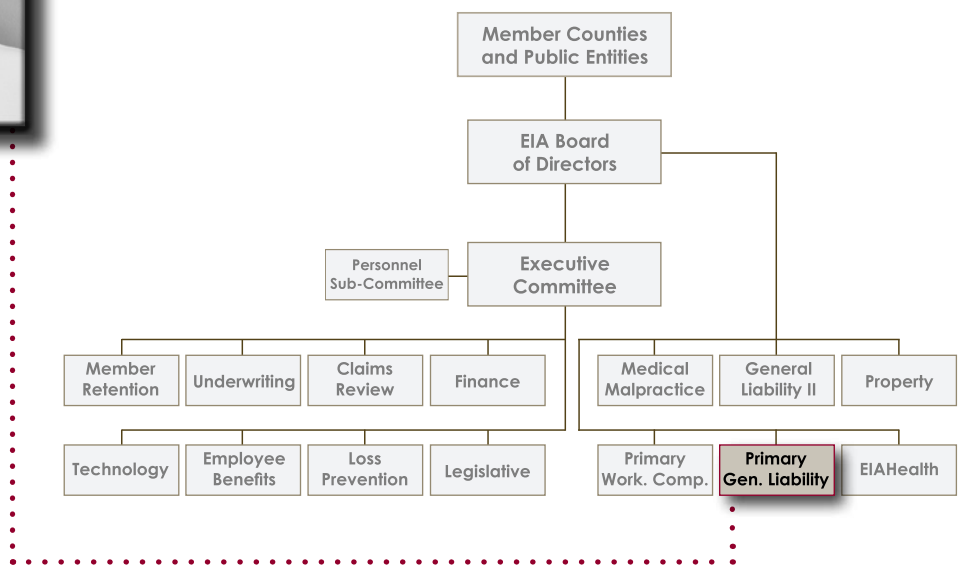 Member Counties
and Public Entities
EIA Board
of Directors
Personnel
Sub-Committee
Executive
Committee
Member
Retention
Underwriting
Claims
Review
Finance
Medical
Malpractice
General
Liability II
Property
Technology
Employee
Benefits
Loss
Prevention
Legislative
Primary
Work. Comp.
Primary
Gen. Liability
EIAHealth